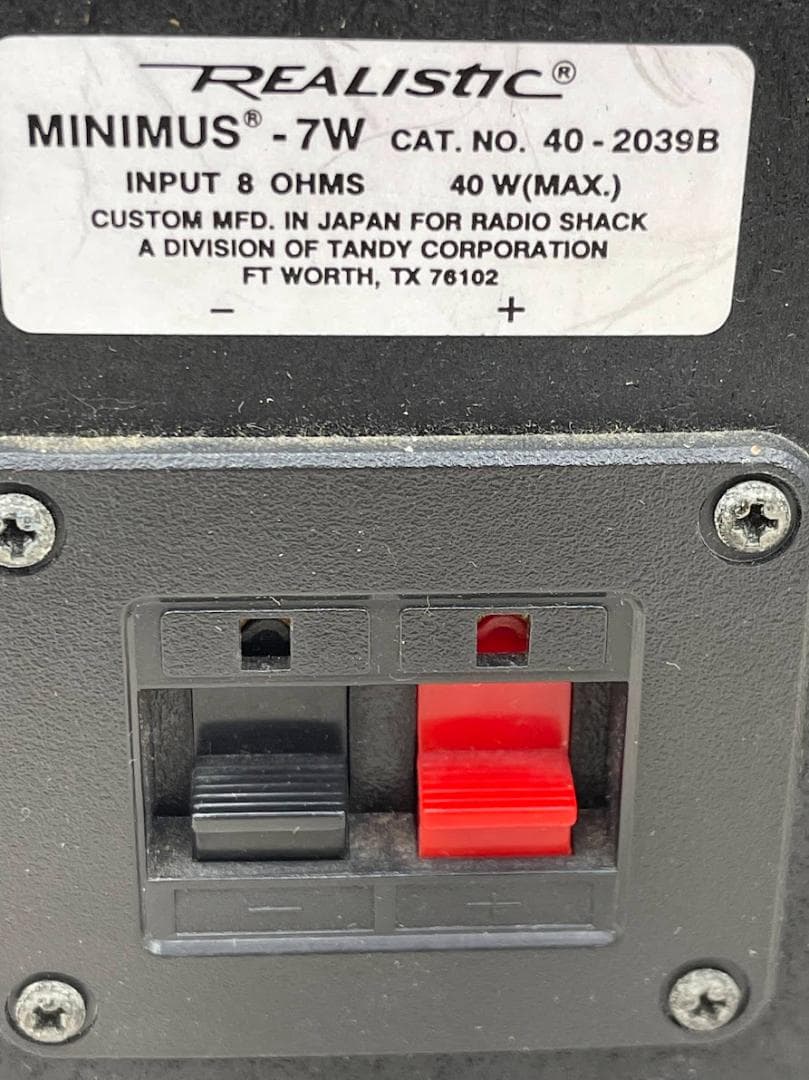 REALISTIC®
MINIMUS® - 7W CAT. NO. 40 - 2039B
INPUT 8 OHMS 40 W(MAX.)
CUSTOM MFD. IN JAPAN FOR RADIO SHACK
A DIVISION OF TANDY CORPORATION
FT WORTH, TX 76102
− +
− +